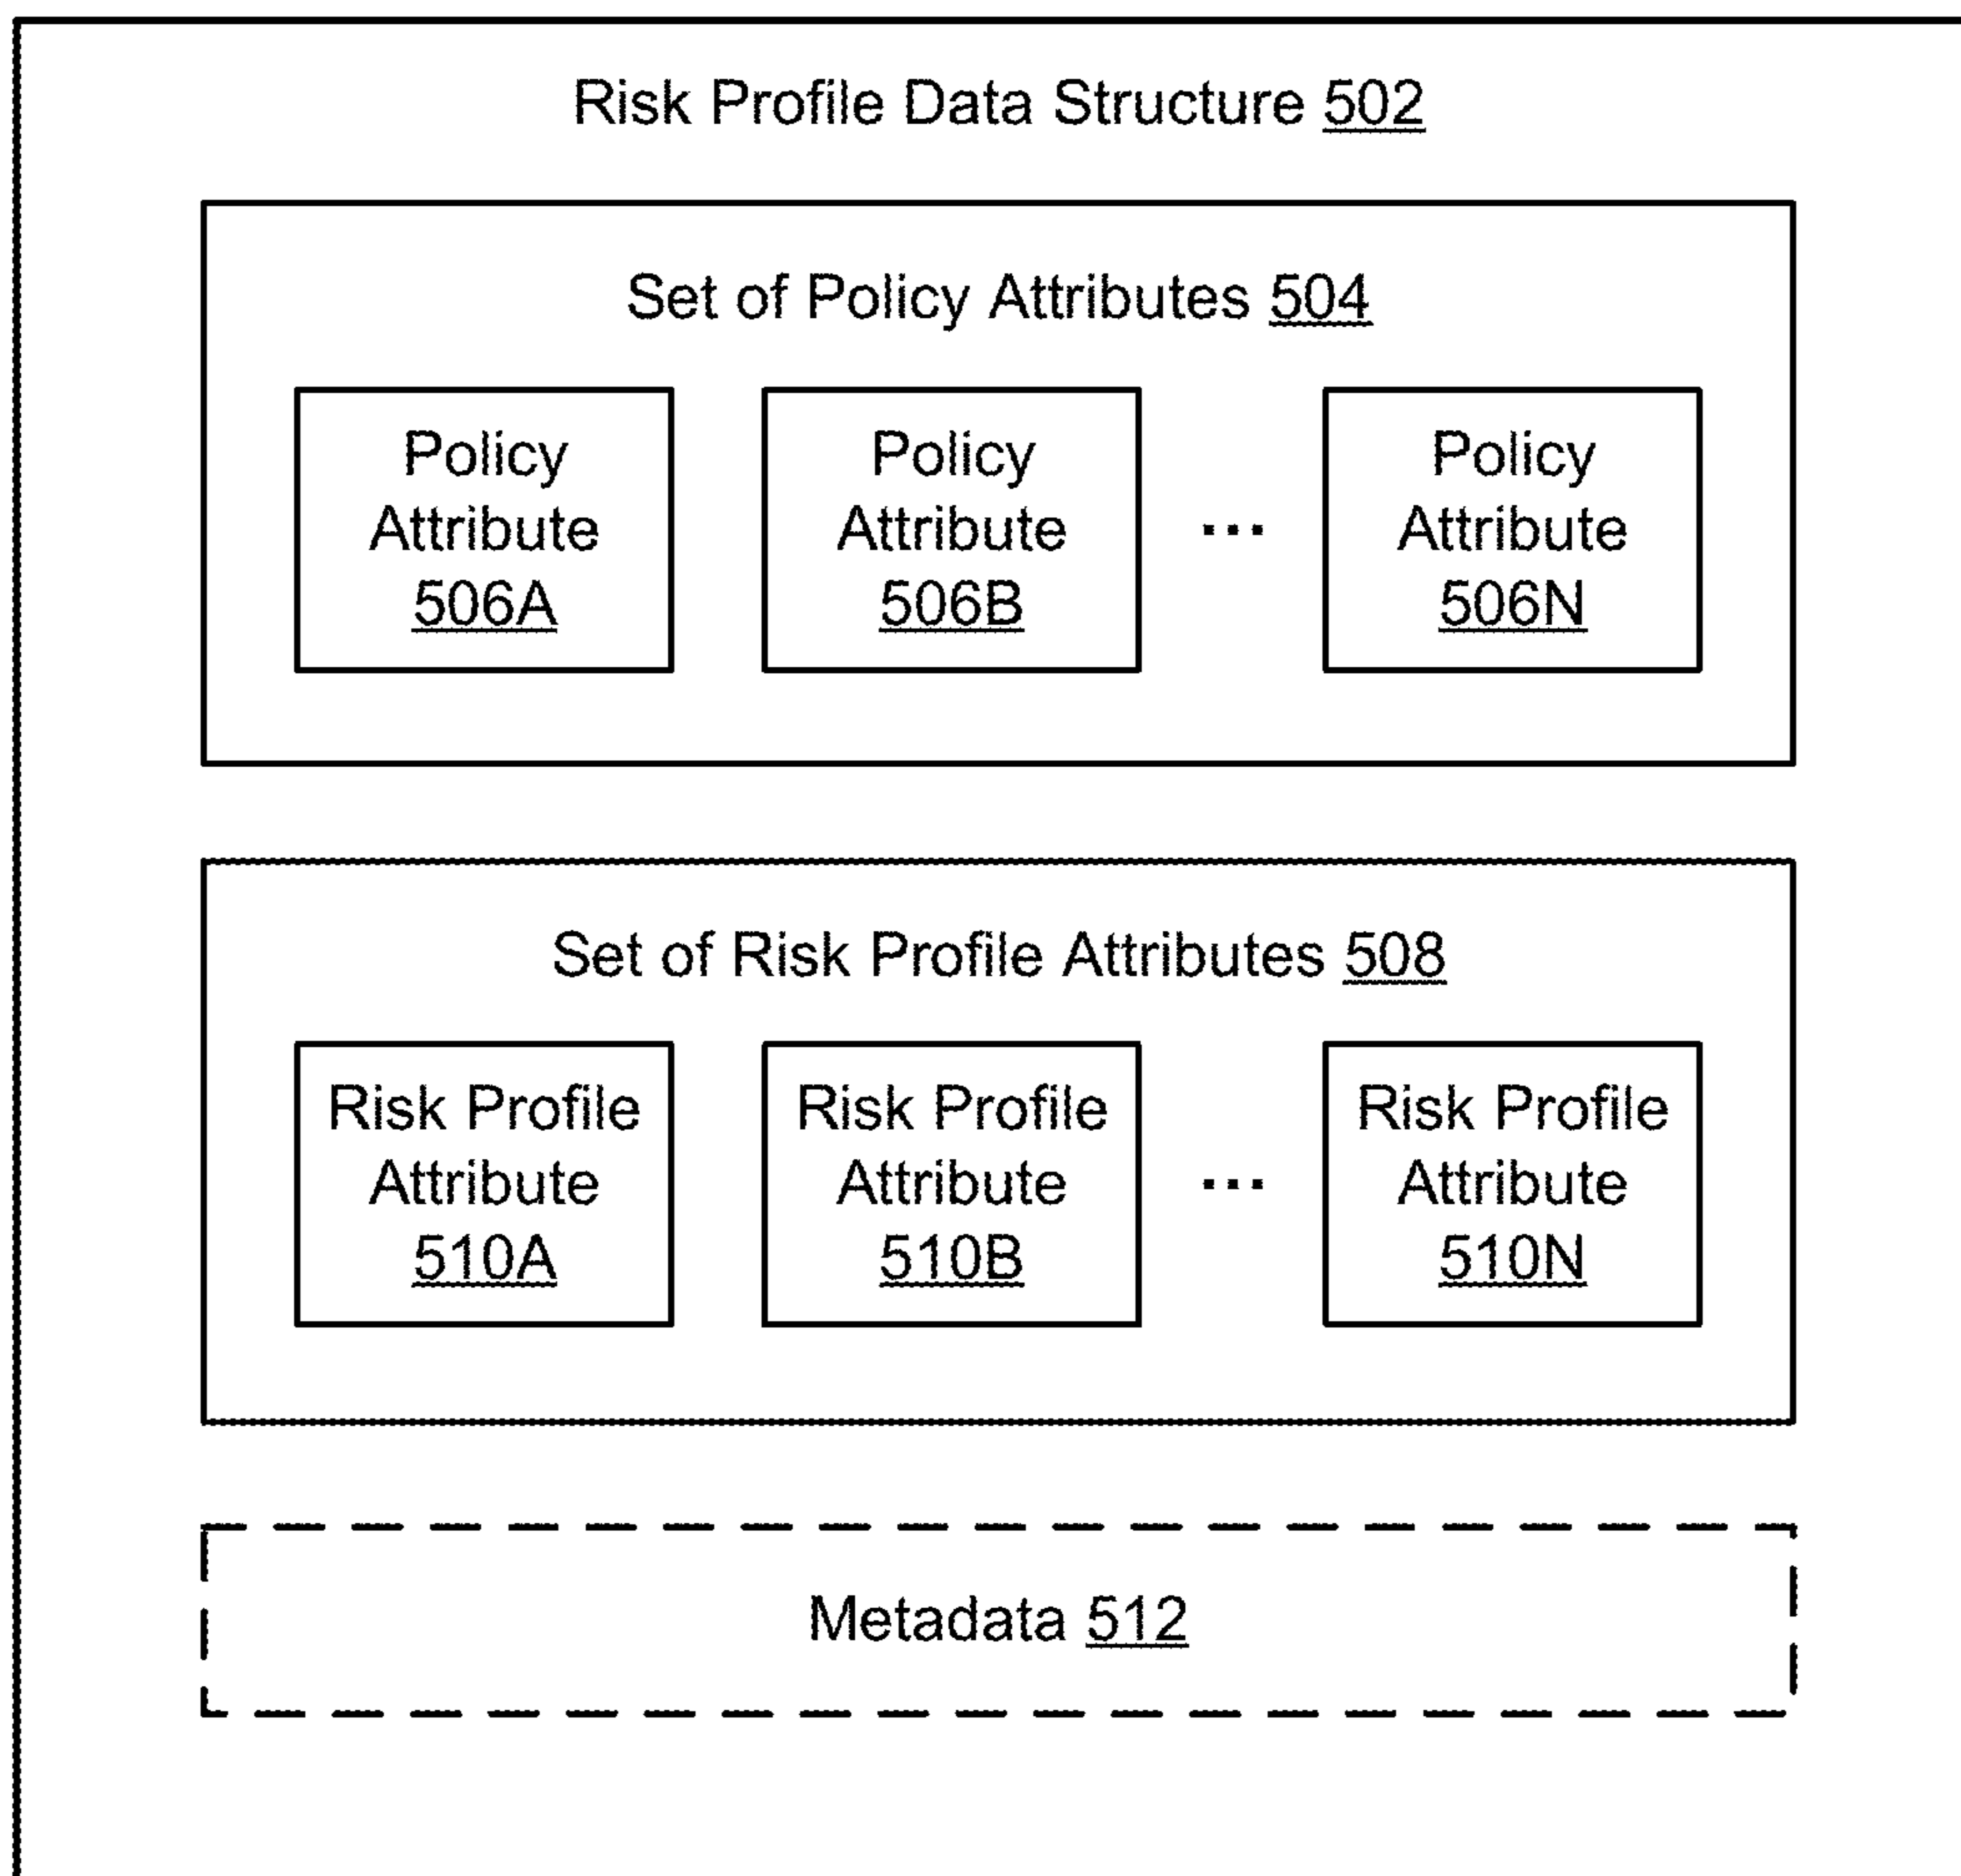 Risk Profile Data Structure 502
Set of Policy Attributes 504
Policy
Attribute
506A
Policy
Attribute
506B
...
Policy
Attribute
506N
Set of Risk Profile Attributes 508
Risk Profile
Attribute
510A
Risk Profile
Attribute
510B
...
Risk Profile
Attribute
510N
Metadata 512